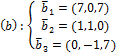 (b): { b̅₁ = (7,0,7)
b̅₂ = (1,1,0)
b̅₃ = (0, −1,7)